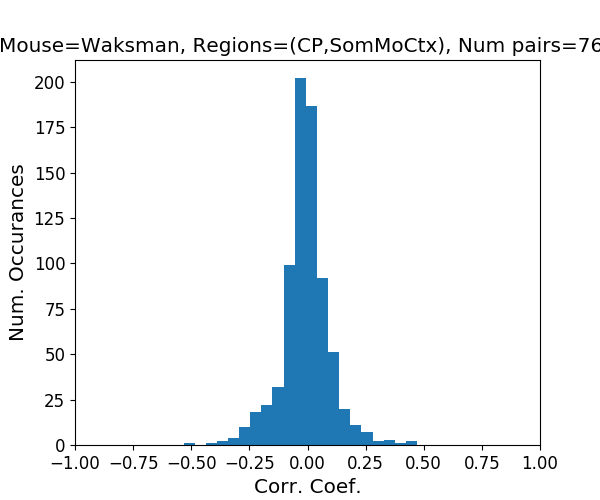 Mouse=Waksman, Regions=(CP,SomMoCtx), Num pairs=76
200
175
150
125
100
75
50
25
0
Num. Occurances
−1.00 −0.75 −0.50 −0.25 0.00 0.25 0.50 0.75 1.00
Corr. Coef.